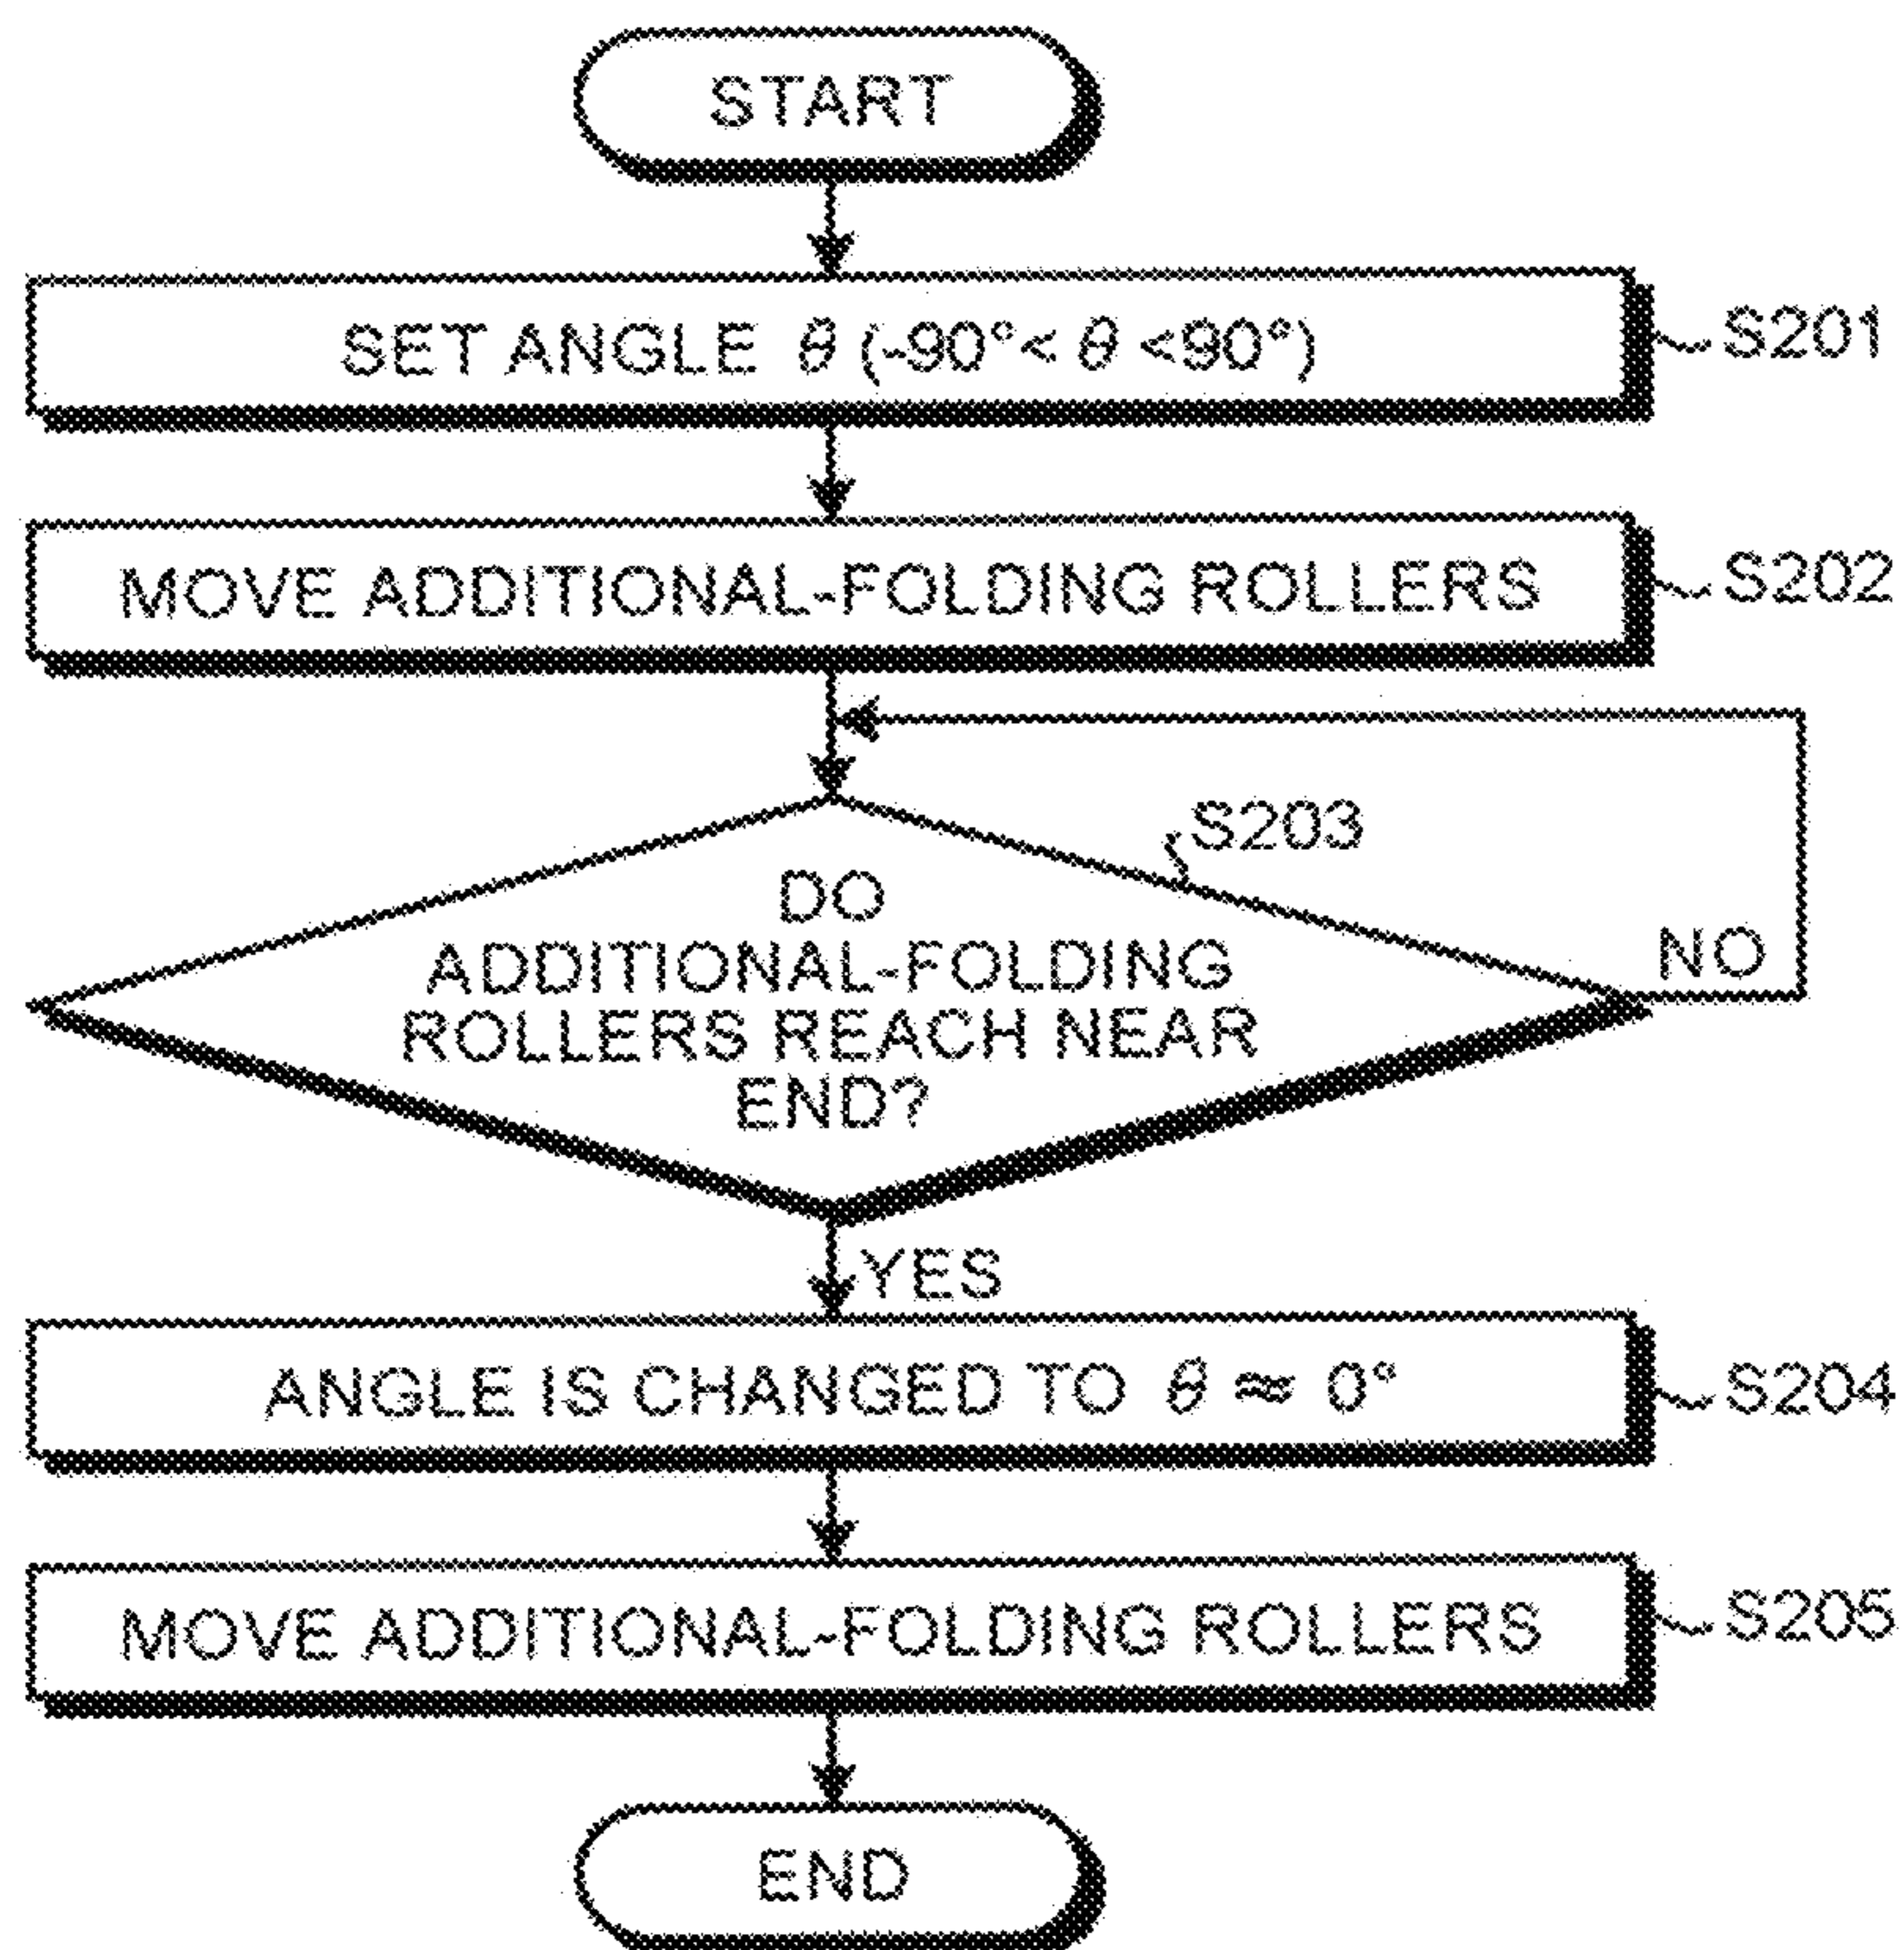 START
SET ANGLE θ (-90°< θ <90°)
S201
MOVE ADDITIONAL-FOLDING ROLLERS
S202
S203
DO
ADDITIONAL-FOLDING
ROLLERS REACH NEAR
END?
NO
YES
ANGLE IS CHANGED TO θ ≈ 0°
S204
MOVE ADDITIONAL-FOLDING ROLLERS
S205
END